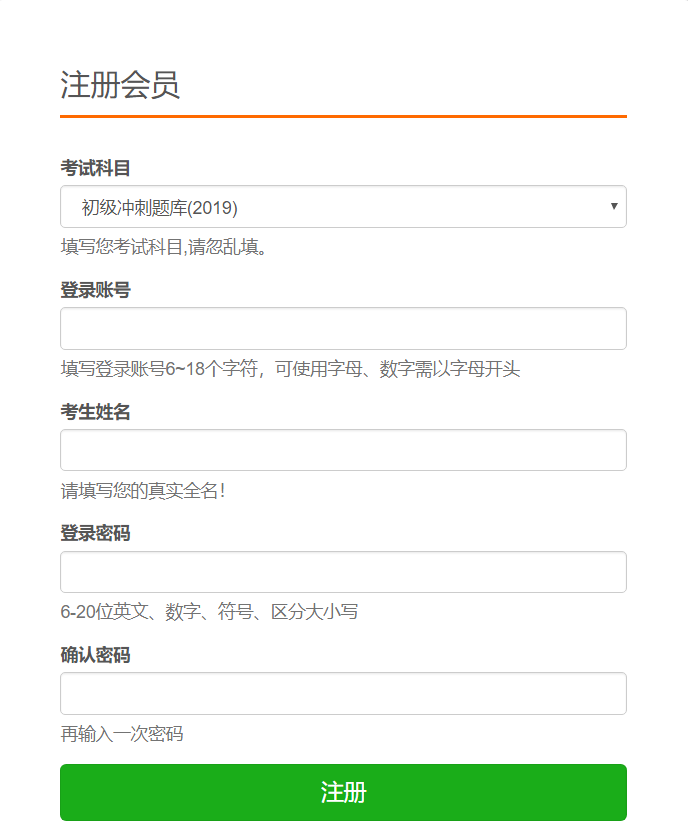 注册会员
考试科目
初级冲刺题库(2019)
填写您考试科目,请忽乱填。
登录账号
填写登录账号6~18个字符，可使用字母、数字需以字母开头
考生姓名
请填写您的真实全名！
登录密码
6-20位英文、数字、符号、区分大小写
确认密码
再输入一次密码
注册